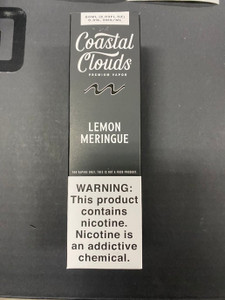 Coastal
Clouds
PREMIUM VAPOR
LEMON
MERINGUE
WARNING:
This product
contains
nicotine.
Nicotine is
an addictive
chemical.